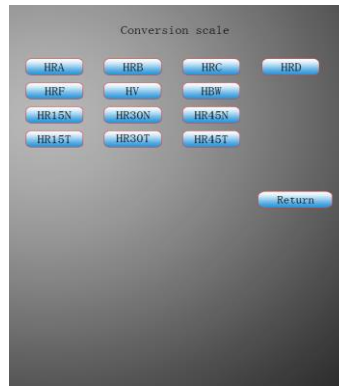 Conversion scale
HRA HRB HRC HRD
HRF HV HBW
HR15N HR30N HR45N
HR15T HR30T HR45T
Return